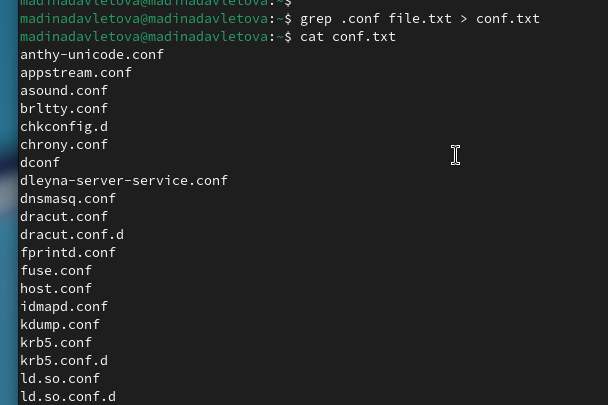 madinadavletova@madinadavletova:~$
madinadavletova@madinadavletova:~$ grep .conf file.txt > conf.txt
madinadavletova@madinadavletova:~$ cat conf.txt
anthy-unicode.conf
appstream.conf
asound.conf
brltty.conf
chkconfig.d
chrony.conf
dconf
dleyna-server-service.conf
dnsmasq.conf
dracut.conf
dracut.conf.d
fprintd.conf
fuse.conf
host.conf
idmapd.conf
kdump.conf
krb5.conf
krb5.conf.d
ld.so.conf
ld.so.conf.d